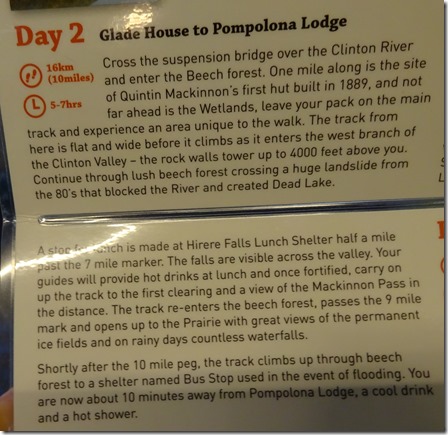 Day 2 Glade House to Pompolona Lodge
16km
(10miles)
5-7hrs
Cross the suspension bridge over the Clinton River
and enter the Beech forest. One mile along is the site
of Quintin Mackinnon's first hut built in 1889, and not
far ahead is the Wetlands, leave your pack on the main
track and experience an area unique to the walk. The track from
here is flat and wide before it climbs as it enters the west branch of
the Clinton Valley – the rock walls tower up to 4000 feet above you.
Continue through lush beech forest crossing a huge landslide from
the 80's that blocked the River and created Dead Lake.
A stop for lunch is made at Hirere Falls Lunch Shelter half a mile
past the 7 mile marker. The falls are visible across the valley. Your
guides will provide hot drinks at lunch and once fortified, carry on
up the track to the first clearing and a view of the Mackinnon Pass in
the distance. The track re-enters the beech forest, passes the 9 mile
mark and opens up to the Prairie with great views of the permanent
ice fields and on rainy days countless waterfalls.
Shortly after the 10 mile peg, the track climbs up through beech
forest to a shelter named Bus Stop used in the event of flooding. You
are now about 10 minutes away from Pompolona Lodge, a cool drink
and a hot shower.